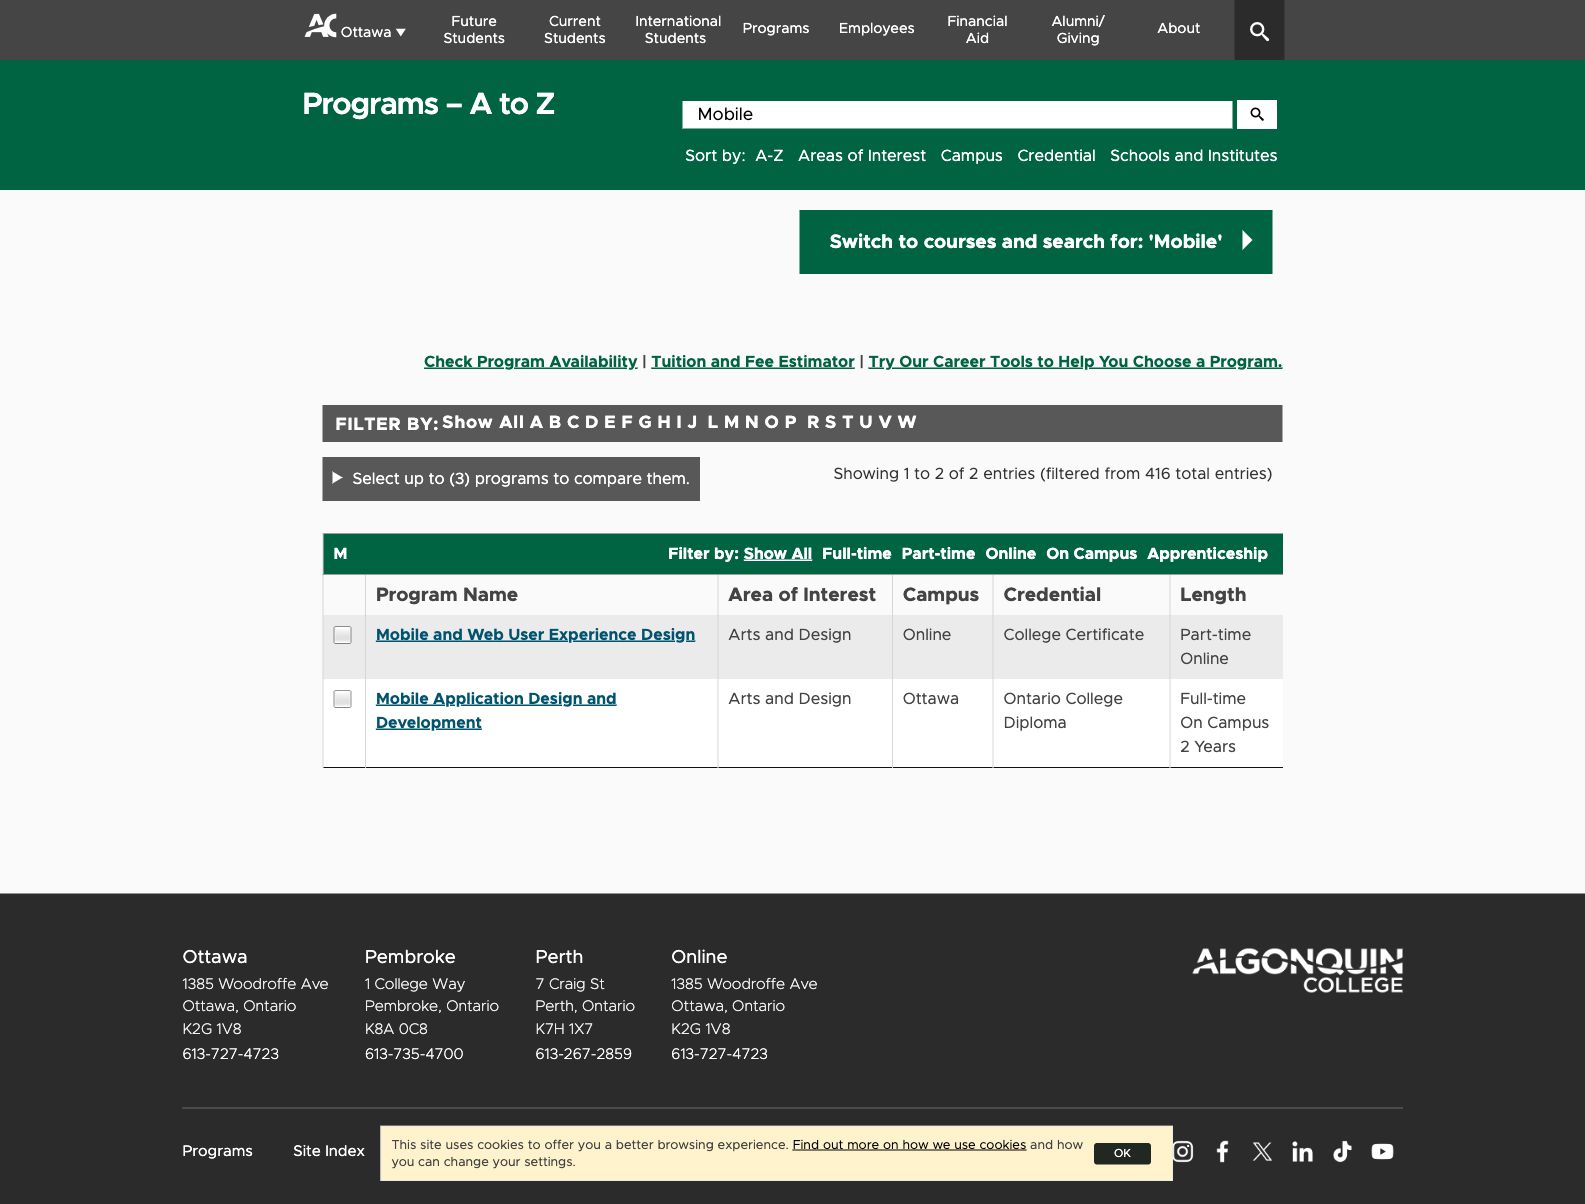 AC Ottawa ▼
Future Students
Current Students
International Students
Programs
Employees
Financial Aid
Alumni/ Giving
About
Programs – A to Z
Mobile
Sort by: A-Z Areas of Interest Campus Credential Schools and Institutes
Switch to courses and search for: 'Mobile'
Check Program Availability | Tuition and Fee Estimator | Try Our Career Tools to Help You Choose a Program.
FILTER BY: Show All A B C D E F G H I J L M N O P R S T U V W
Select up to (3) programs to compare them.
Showing 1 to 2 of 2 entries (filtered from 416 total entries)
M Filter by: Show All Full-time Part-time Online On Campus Apprenticeship
Program Name Area of Interest Campus Credential Length
Mobile and Web User Experience Design Arts and Design Online College Certificate Part-time
Online
Mobile Application Design and Arts and Design Ottawa Ontario College Full-time
Development Diploma On Campus
2 Years
Ottawa
1385 Woodroffe Ave
Ottawa, Ontario
K2G 1V8
613-727-4723
Pembroke
1 College Way
Pembroke, Ontario
K8A 0C8
613-735-4700
Perth
7 Craig St
Perth, Ontario
K7H 1X7
613-267-2859
Online
1385 Woodroffe Ave
Ottawa, Ontario
K2G 1V8
613-727-4723
ALGONQUIN
COLLEGE
Programs
Site Index
This site uses cookies to offer you a better browsing experience. Find out more on how we use cookies and how
you can change your settings.
OK